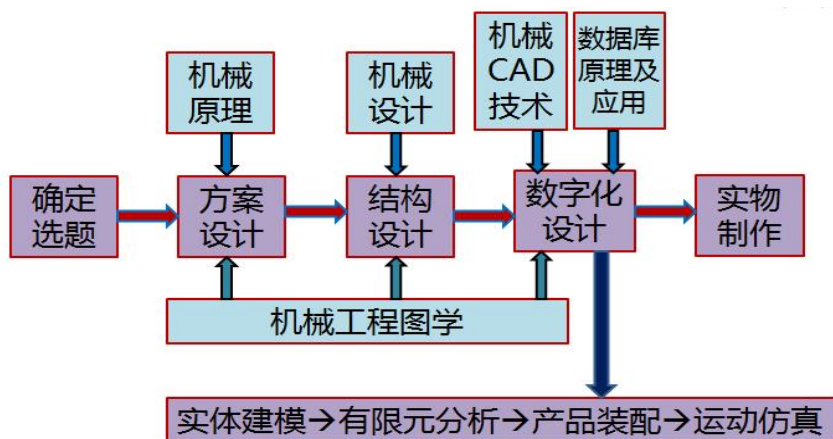 机械
原理
机械
设计
机械
CAD
技术
数据库
原理及
应用
确定
选题
方案
设计
结构
设计
数字化
设计
实物
制作
机械工程图学
实体建模→有限元分析→产品装配→运动仿真